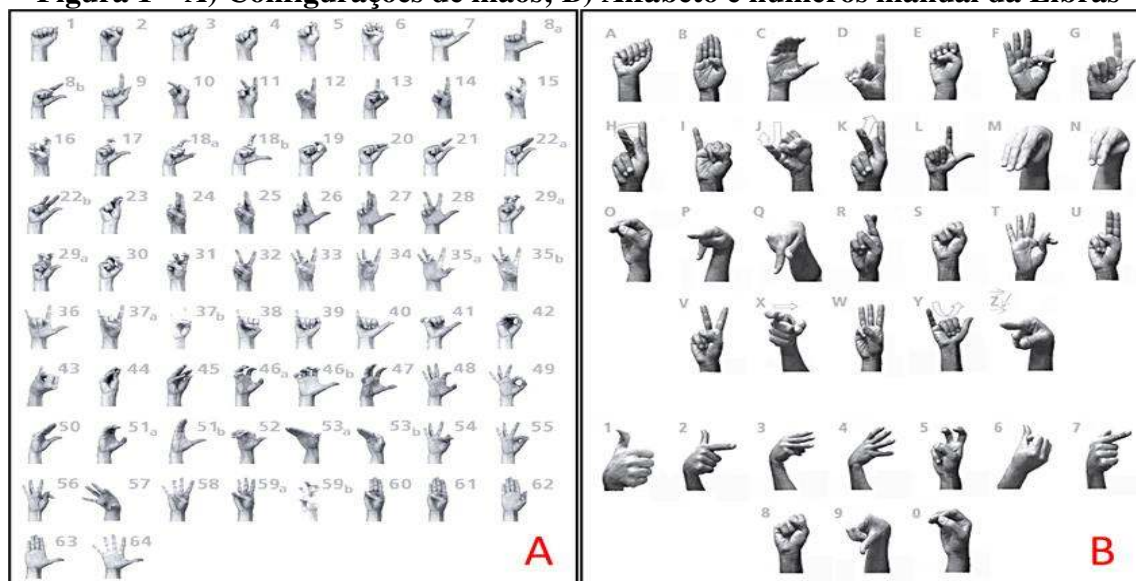 Figura 1 – A) Configurações de mãos; B) Alfabeto e números manual da Libras
1 2 3 4 5 6 7 8a
8b 9 10 11 12 13 14 15
16 17 18a 18b 19 20 21 22a
22b 23 24 25 26 27 28 29a
29a 30 31 32 33 34 35a 35b
36 37a 37b 38 39 40 41 42
43 44 45 46a 46b 47 48 49
50 51a 51b 52 53a 53b 54 55
56 57 58 59a 59b 60 61 62
63 64
A
A B C D E F G
H I J K L M N
O P Q R S T U
V X W Y Z
1 2 3 4 5 6 7
8 9 0
B